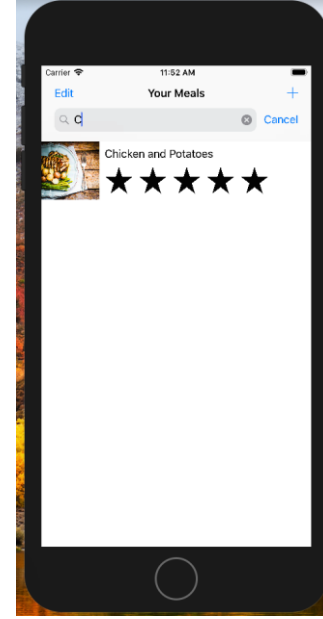 Carrier 11:52 AM
Edit Your Meals +
C Cancel
Chicken and Potatoes